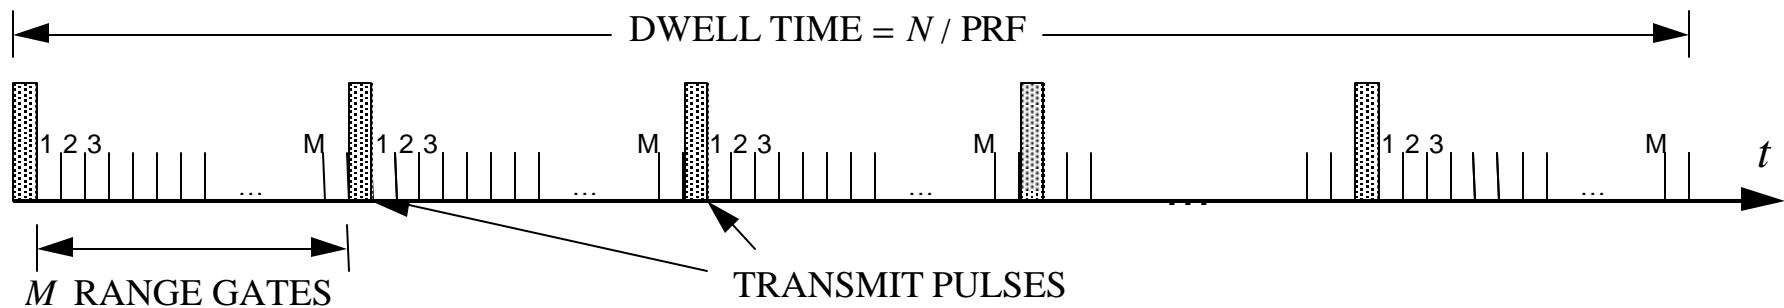 DWELL TIME = N / PRF
1 2 3 ... M 1 2 3 ... M 1 2 3 ... M ... 1 2 3 ... M t
M RANGE GATES
TRANSMIT PULSES